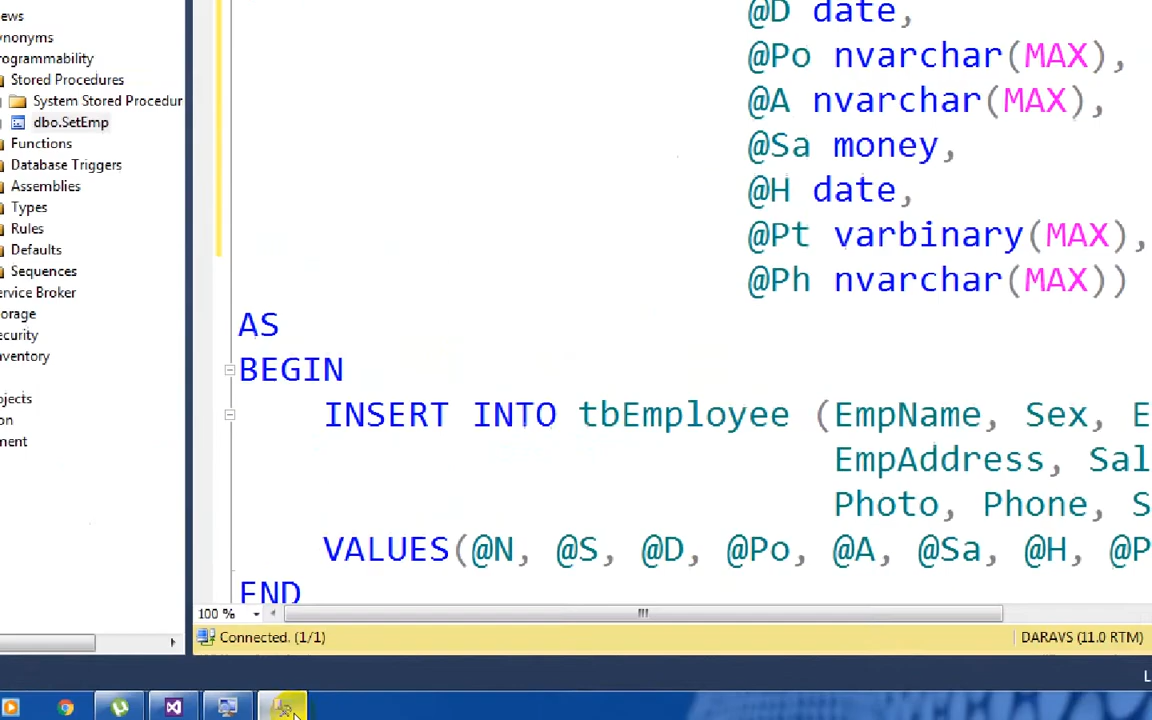 ews
ynonyms
rogrammability
Stored Procedures
System Stored Procedur
dbo.SetEmp
Functions
Database Triggers
Assemblies
Types
Rules
Defaults
Sequences
ervice Broker
orage
ecurity
nventory
ojects
on
ment
@D date,
@Po nvarchar(MAX),
@A nvarchar(MAX),
@Sa money,
@H date,
@Pt varbinary(MAX),
@Ph nvarchar(MAX))
AS
BEGIN
INSERT INTO tbEmployee (EmpName, Sex, E
EmpAddress, Sal
Photo, Phone, S
VALUES(@N, @S, @D, @Po, @A, @Sa, @H, @P
END
100 %
Connected. (1/1)
DARAVS (11.0 RTM)
L